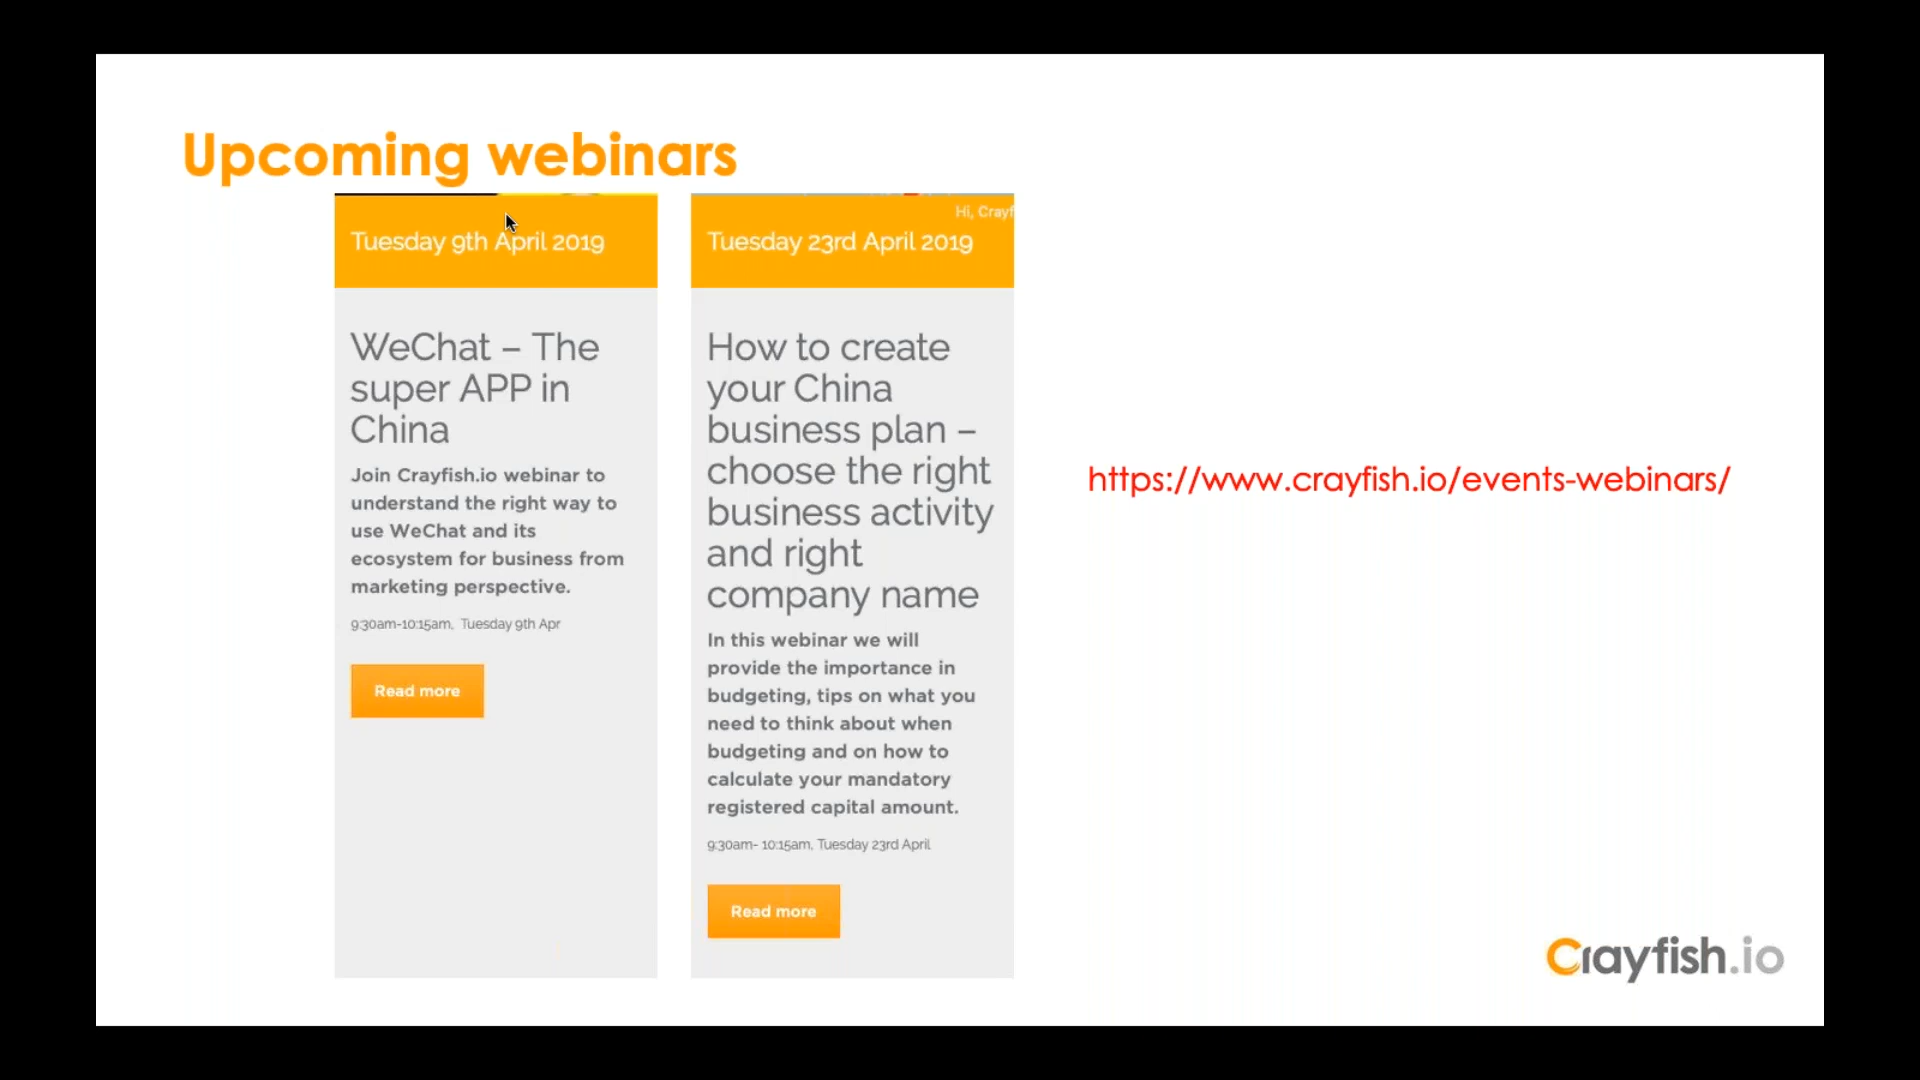 Upcoming webinars
Tuesday 9th April 2019
WeChat – The
super APP in
China
Join Crayfish.io webinar to
understand the right way to
use WeChat and its
ecosystem for business from
marketing perspective.
9:30am-10:15am, Tuesday 9th Apr
Read more
Hi, Crayf
Tuesday 23rd April 2019
How to create
your China
business plan –
choose the right
business activity
and right
company name
In this webinar we will
provide the importance in
budgeting, tips on what you
need to think about when
budgeting and on how to
calculate your mandatory
registered capital amount.
9:30am- 10:15am, Tuesday 23rd April
Read more
https://www.crayfish.io/events-webinars/
Crayfish.io